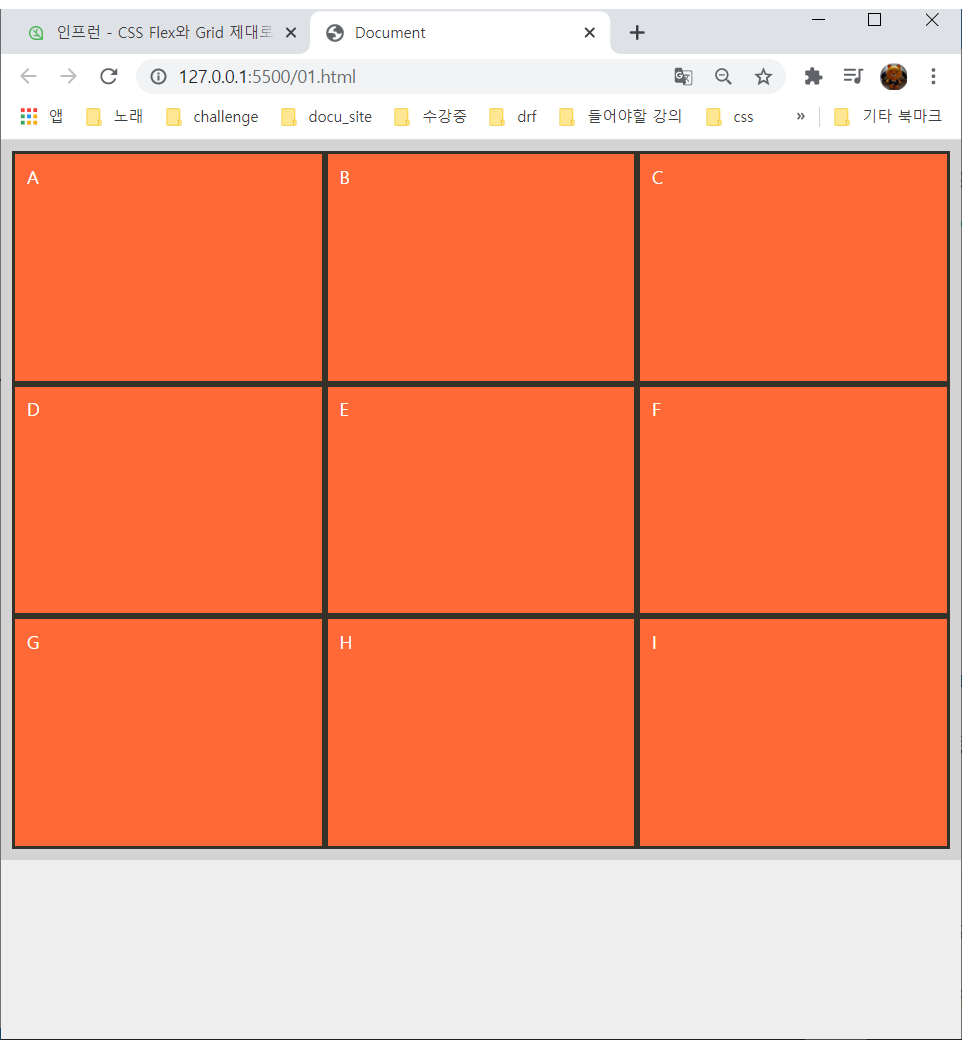 인프런 - CSS Flex와 Grid 제대로
Document
127.0.0.1:5500/01.html
앱 노래 challenge docu_site 수강중 drf 들어야할 강의 css » 기타 북마크
A B C
D E F
G H I